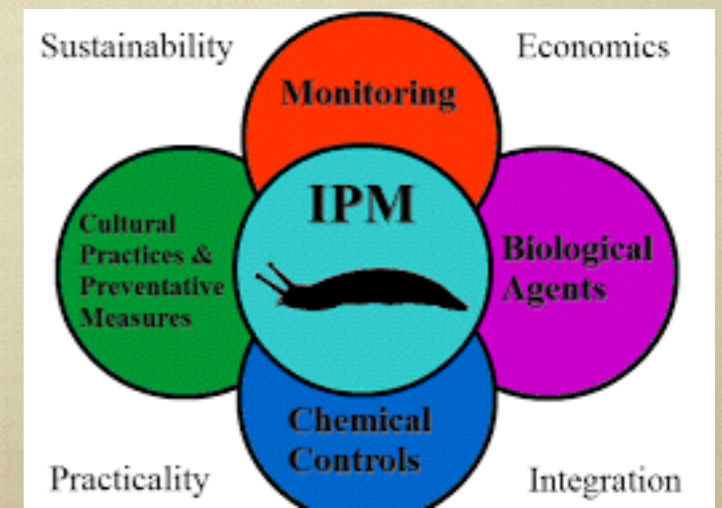 Sustainability
Economics
Monitoring
IPM
Cultural
Practices &
Preventative
Measures
Biological
Agents
Chemical
Controls
Practicality
Integration